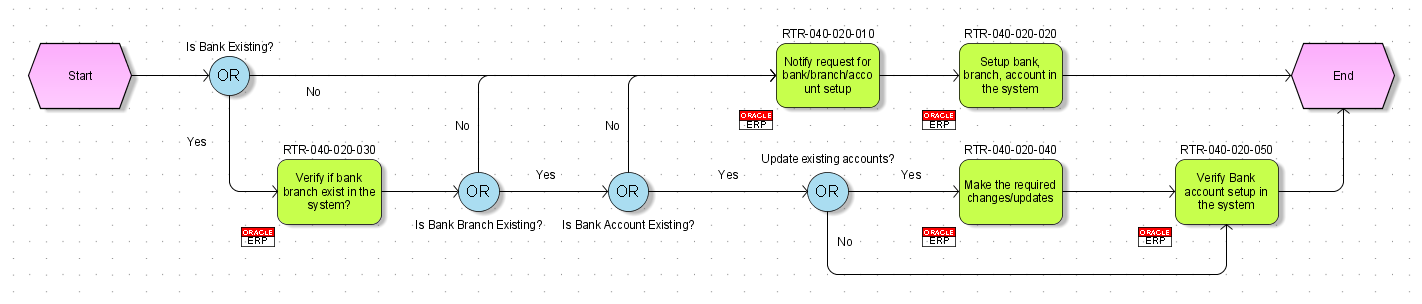 Is Bank Existing?
RTR-040-020-010
RTR-040-020-020
Start
OR
No
Notify request for
bank/branch/acco
unt setup
Setup bank,
branch, account in
the system
End
ORACLE
ERP
ORACLE
ERP
Yes
No
No
RTR-040-020-030
Verify if bank
branch exist in the
system?
OR
Yes
OR
Yes
Update existing accounts?
OR
Yes
RTR-040-020-040
Make the required
changes/updates
RTR-040-020-050
Verify Bank
account setup in
the system
Is Bank Branch Existing?
Is Bank Account Existing?
ORACLE
ERP
No
ORACLE
ERP
ORACLE
ERP